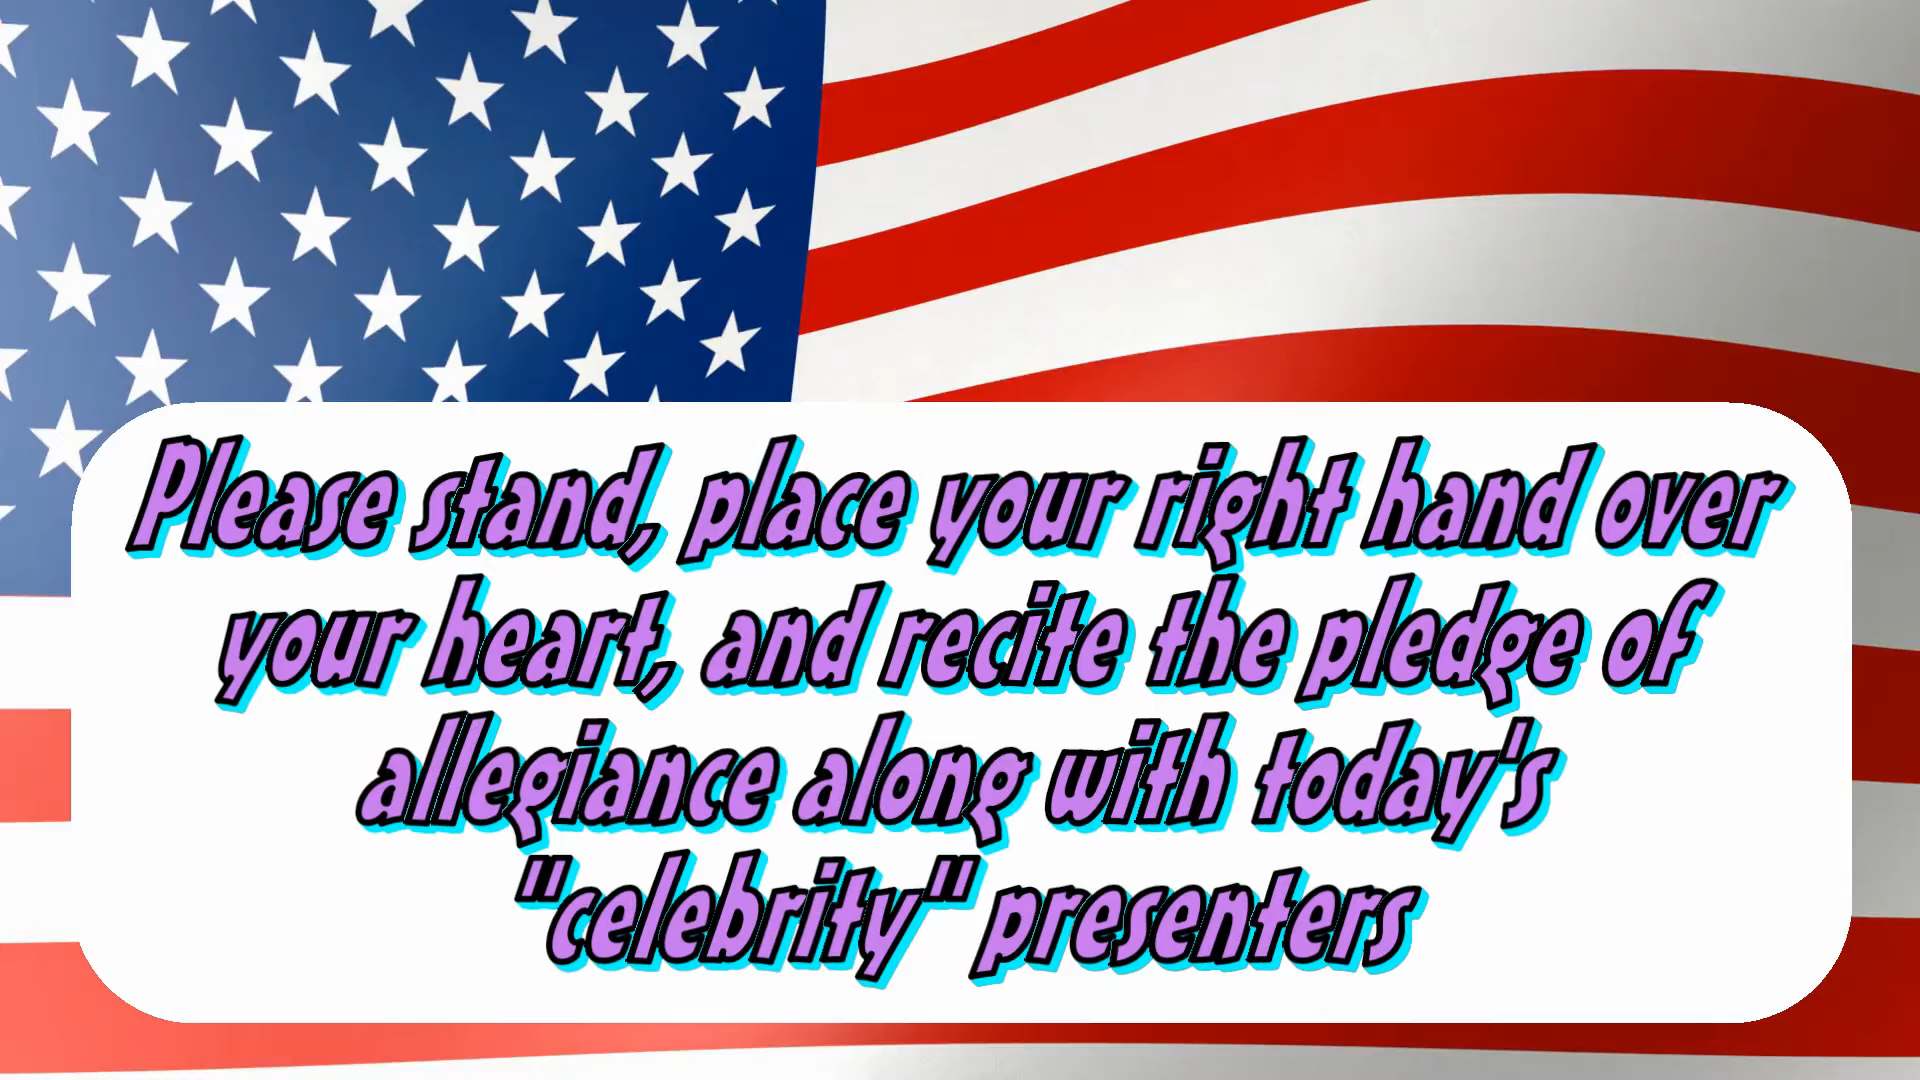 Please stand, place your right hand over
your heart, and recite the pledge of
allegiance along with today's
"celebrity" presenters